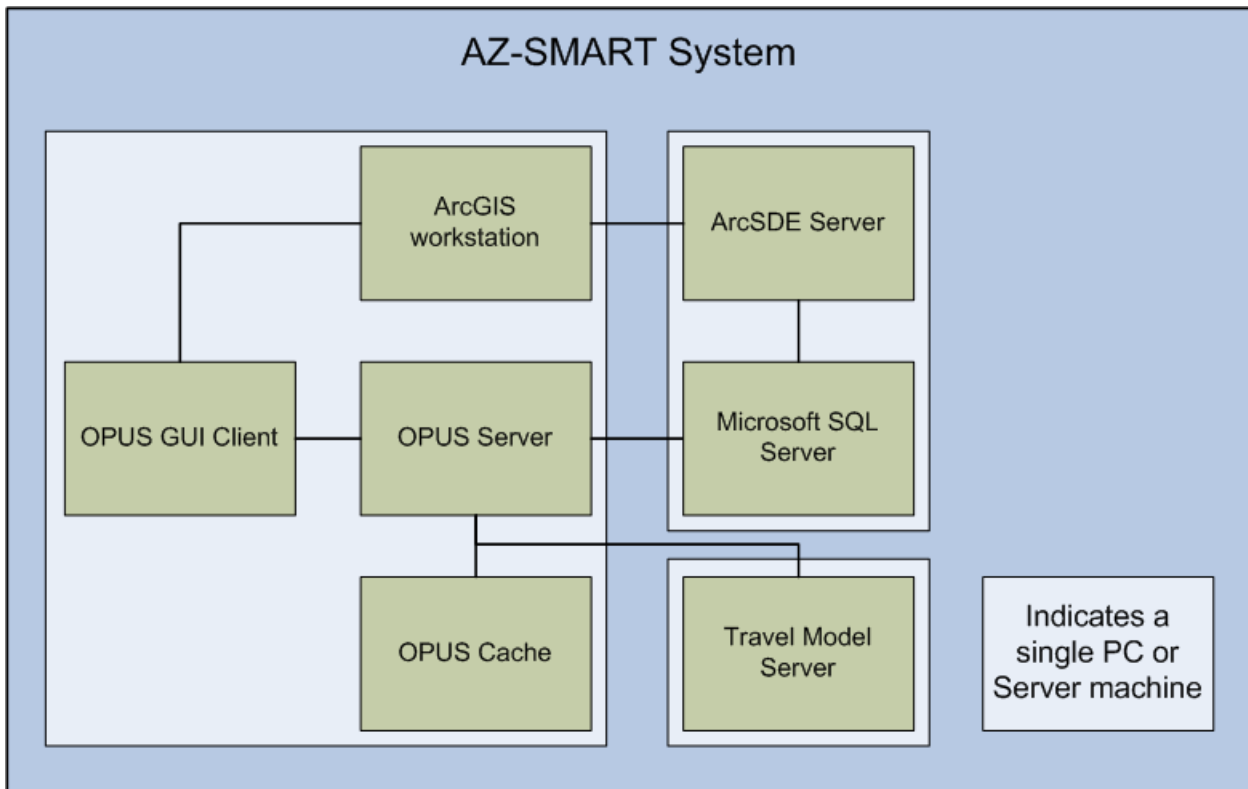 AZ-SMART System
ArcGIS
workstation
ArcSDE Server
OPUS GUI Client
OPUS Server
Microsoft SQL
Server
OPUS Cache
Travel Model
Server
Indicates a
single PC or
Server machine